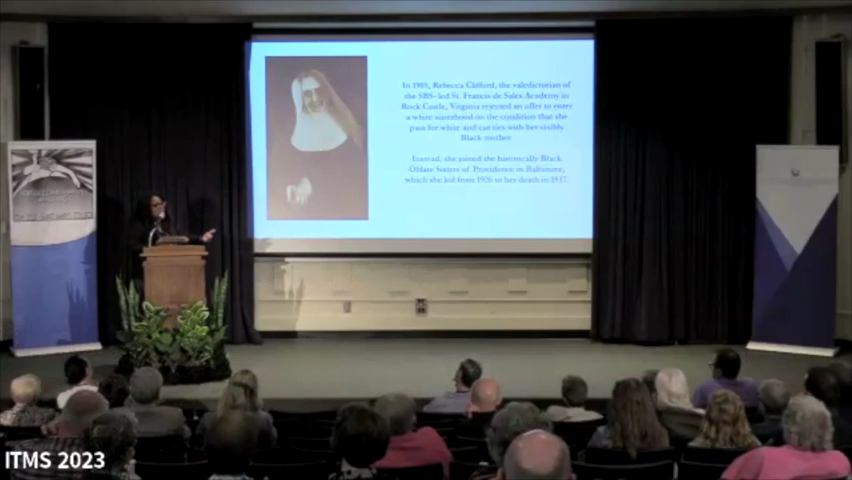 In 1905, Rebecca Clifford, the valedictorian of
the SBS-led St. Francis de Sales Academy in
Rock Castle, Virginia rejected an offer to enter
a white sisterhood on the condition that she
pass for white and cut ties with her visibly
Black mother.
Instead, she joined the historically Black
Oblate Sisters of Providence in Baltimore,
which she led from 1926 to her death in 1937.
ITMS 2023